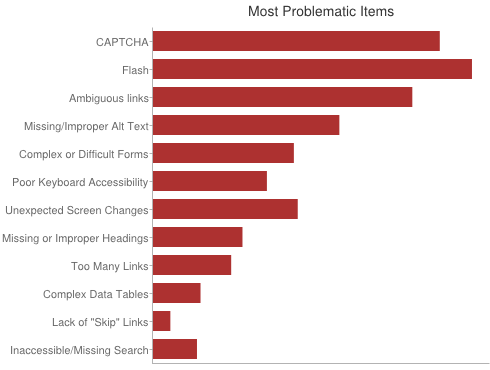 Most Problematic Items
CAPTCHA
Flash
Ambiguous links
Missing/Improper Alt Text
Complex or Difficult Forms
Poor Keyboard Accessibility
Unexpected Screen Changes
Missing or Improper Headings
Too Many Links
Complex Data Tables
Lack of "Skip" Links
Inaccessible/Missing Search